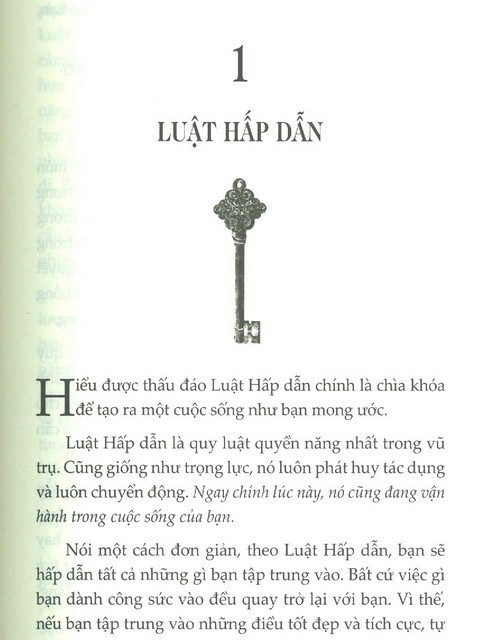 1
LUẬT HẤP DẪN
Hiểu được thấu đáo Luật Hấp dẫn chính là chìa khóa
để tạo ra một cuộc sống như bạn mong ước.
Luật Hấp dẫn là quy luật quyền năng nhất trong vũ
trụ. Cũng giống như trọng lực, nó luôn phát huy tác dụng
và luôn chuyển động. Ngay chính lúc này, nó cũng đang vận
hành trong cuộc sống của bạn.
Nói một cách đơn giản, theo Luật Hấp dẫn, bạn sẽ
hấp dẫn tất cả những gì bạn tập trung vào. Bất cứ việc gì
bạn dành công sức vào đều quay trở lại với bạn. Vì thế,
nếu bạn tập trung vào những điều tốt đẹp và tích cực, tự